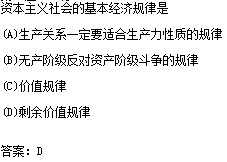 资本主义社会的基本经济规律是
(A)生产关系一定要适合生产力性质的规律
(B)无产阶级反对资产阶级斗争的规律
(C)价值规律
(D)剩余价值规律
答案：D